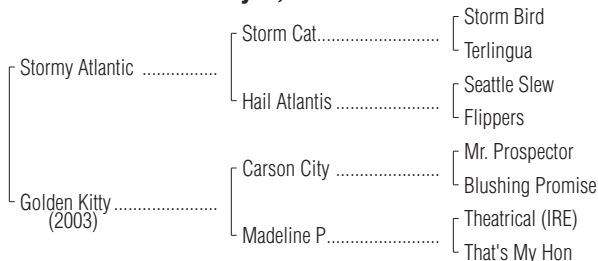 Storm Bird
Storm Cat....................
Terlingua
Stormy Atlantic ................
Seattle Slew
Hail Atlantis ......................
Flippers
Mr. Prospector
Carson City ......................
Blushing Promise
Golden Kitty ......................
(2003)
Theatrical (IRE)
Madeline P........................
That's My Hon